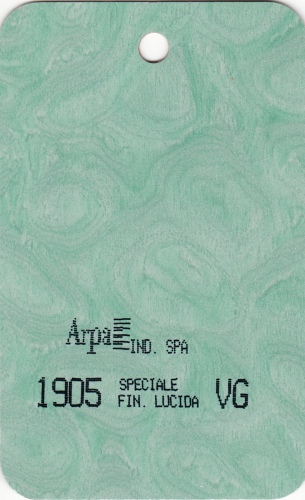 Arpa IND. SPA
1905 SPECIALE FIN. LUCIDA VG